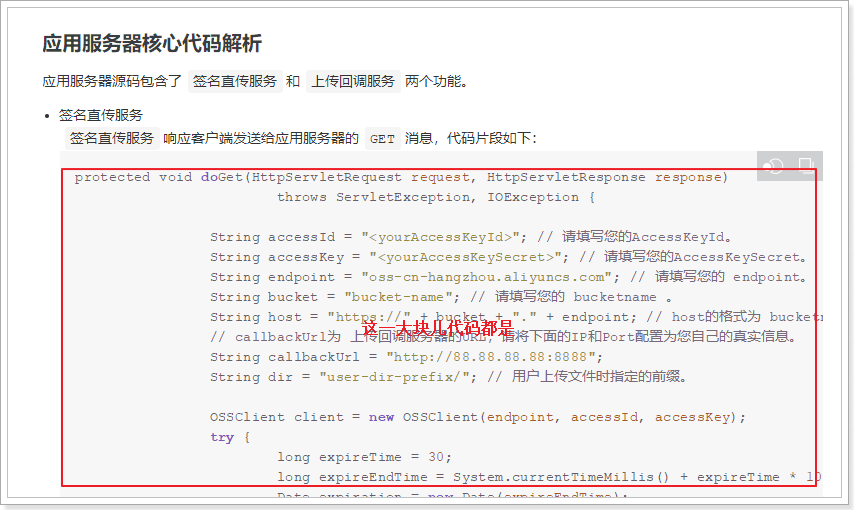 应用服务器核心代码解析
应用服务器源码包含了 签名直传服务 和 上传回调服务 两个功能。
签名直传服务
签名直传服务 响应客户端发送给应用服务器的 GET 消息，代码片段如下：
protected void doGet(HttpServletRequest request, HttpServletResponse response)
throws ServletException, IOException {
String accessId = "<yourAccessKeyId>"; // 请填写您的AccessKeyId。
String accessKey = "<yourAccessKeySecret>"; // 请填写您的AccessKeySecret。
String endpoint = "oss-cn-hangzhou.aliyuncs.com"; // 请填写您的 endpoint。
String bucket = "bucket-name"; // 请填写您的 bucketname 。
String host = "https://" + bucket + "." + endpoint; // host的格式为 bucketn
这一大块儿代码都是
// callbackUrl为 上传回调服务器的URL，请将下面的IP和Port配置为您自己的真实信息。
String callbackUrl = "http://88.88.88.88:8888";
String dir = "user-dir-prefix/"; // 用户上传文件时指定的前缀。
OSSClient client = new OSSClient(endpoint, accessId, accessKey);
try {
long expireTime = 30;
long expireEndTime = System.currentTimeMillis() + expireTime * 10
Date expiration = new Date(expireEndTime);